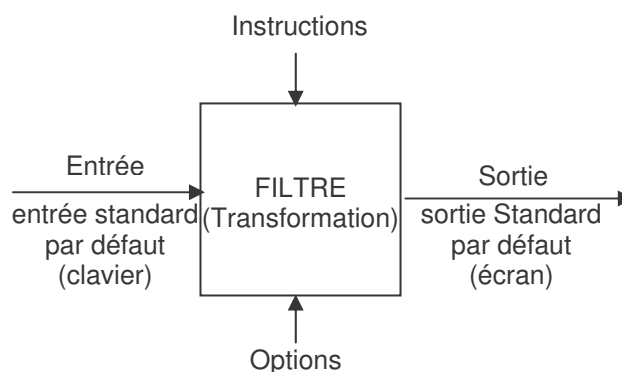 Instructions
Entrée
entrée standard
par défaut
(clavier)
FILTRE
(Transformation)
Sortie
sortie Standard
par défaut
(écran)
Options